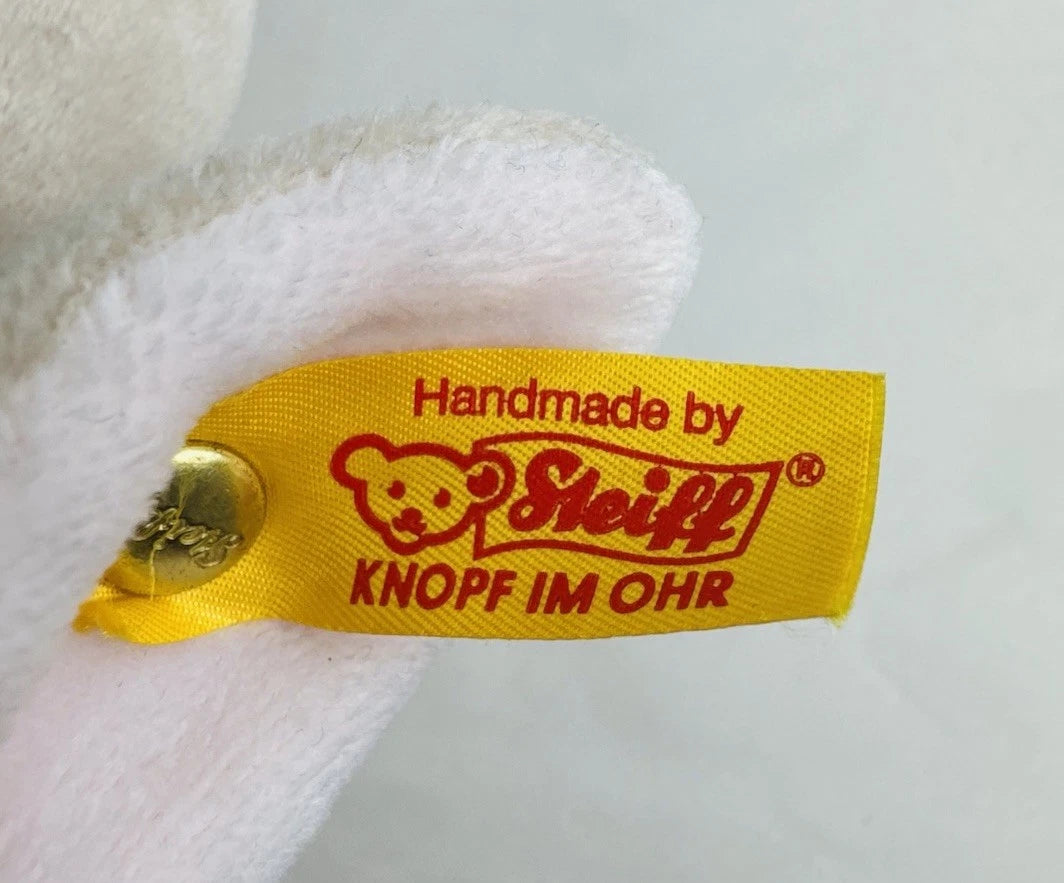 Handmade by
Steiff ®
KNOPF IM OHR